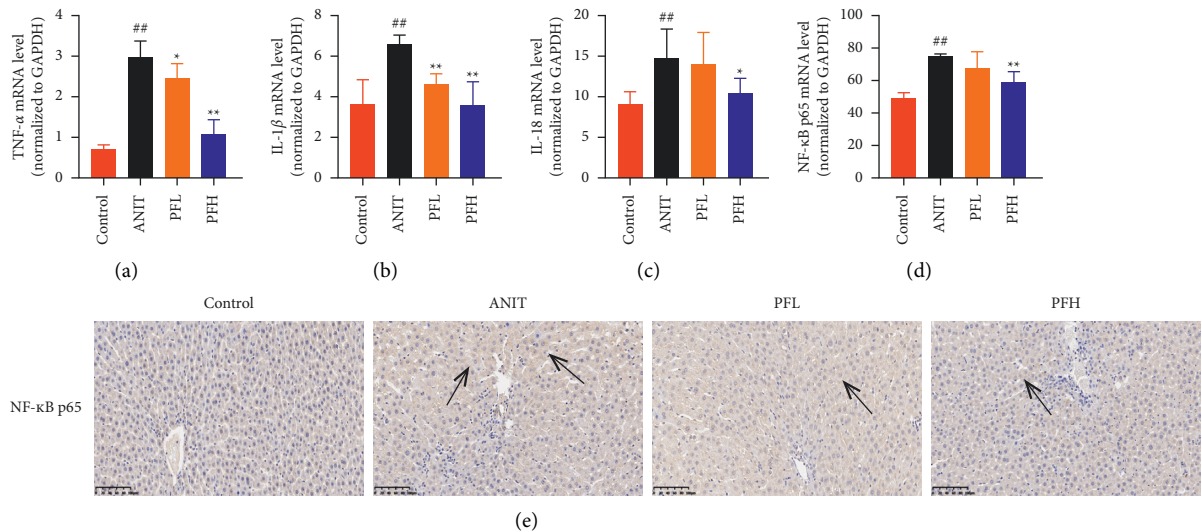 TNF-α mRNA level
(normalized to GAPDH)
4
3
2
1
0
##
*
**
Control
ANIT
PFL
PFH
(a)
IL-1β mRNA level
(normalized to GAPDH)
8
6
4
2
0
##
**
**
Control
ANIT
PFL
PFH
(b)
IL-18 mRNA level
(normalized to GAPDH)
20
15
10
5
0
##
*
Control
ANIT
PFL
PFH
(c)
NF-κB p65 mRNA level
(normalized to GAPDH)
100
80
60
40
20
0
##
**
Control
ANIT
PFL
PFH
(d)
Control
ANIT
PFL
PFH
NF-κB p65
(e)